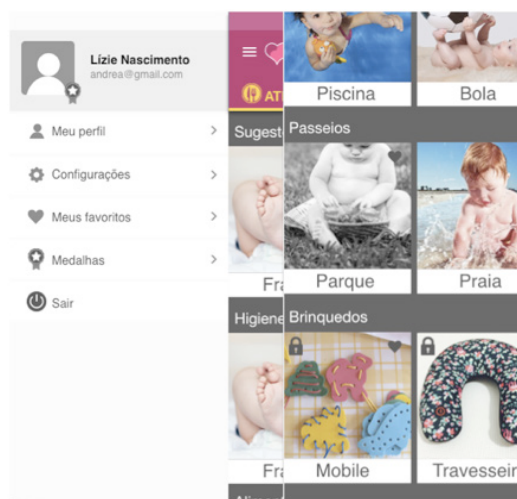 Lízie Nascimento
andrea@gmail.com
Meu perfil
Configurações
Meus favoritos
Medalhas
Sair
ATI
Sugest
Fra
Higiene
Fra
Piscina
Bola
Passeios
Parque
Praia
Brinquedos
Mobile
Travesseir